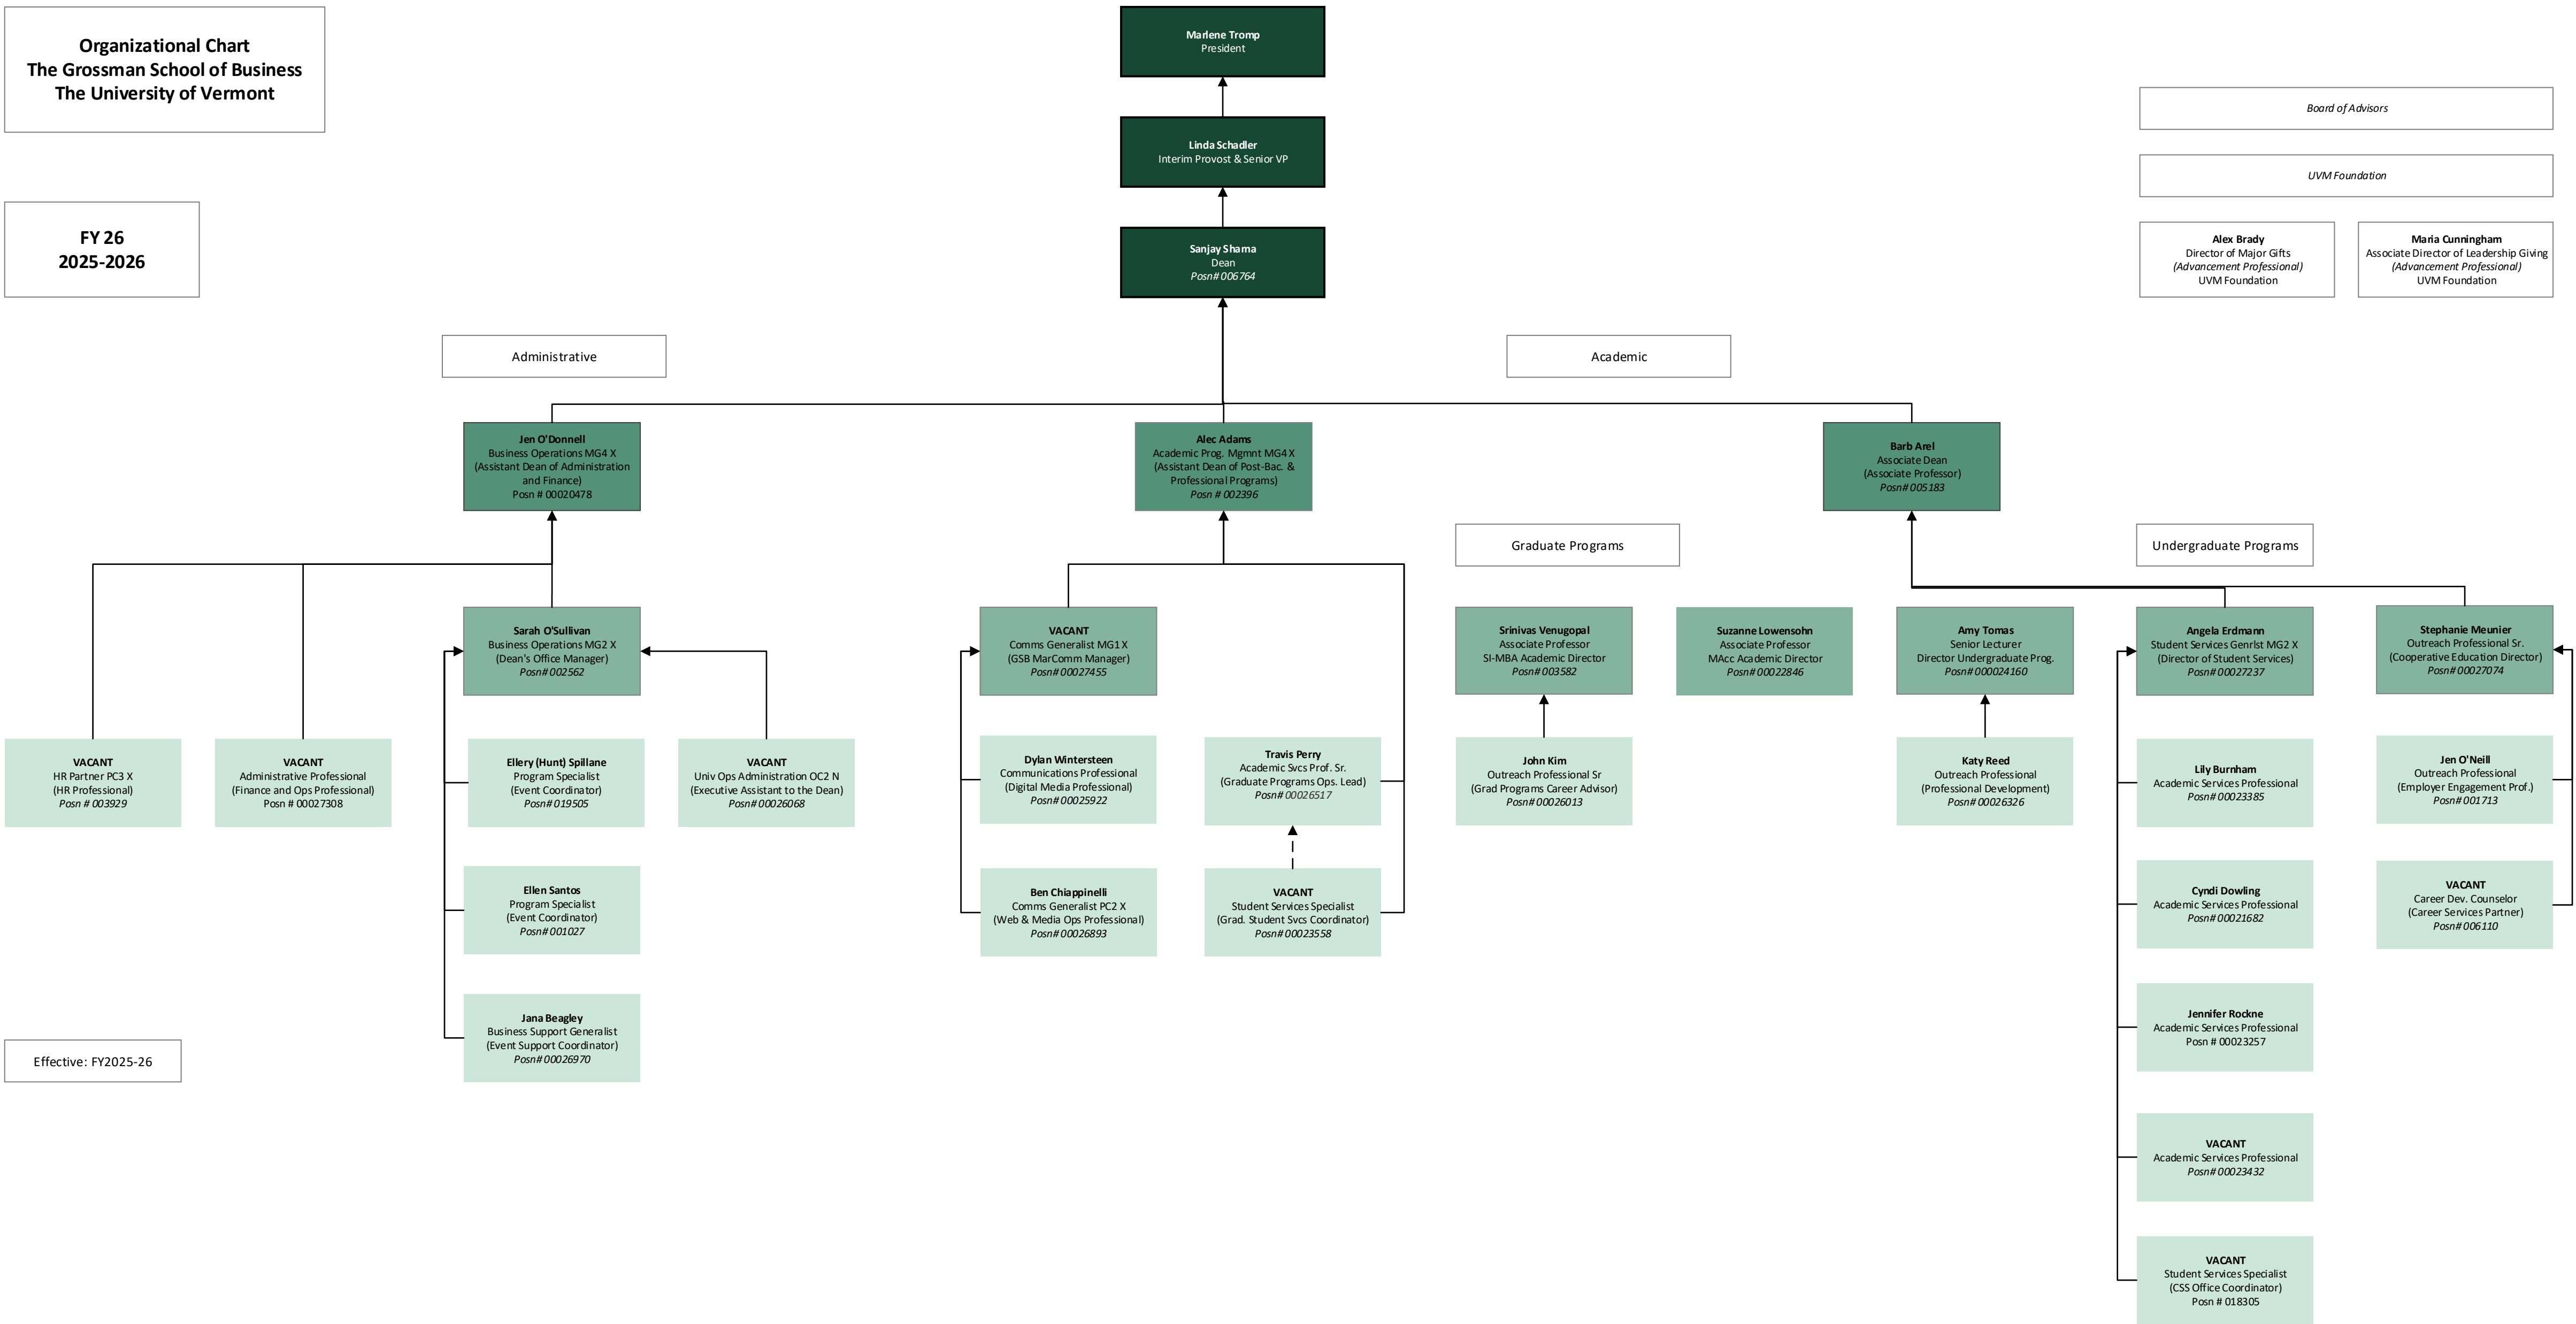 Organizational Chart
The Grossman School of Business
The University of Vermont
FY 26
2025-2026
Marlene Tromp
President
Linda Schadler
Interim Provost & Senior VP
Sanjay Sharna
Dean
Posn# 006764
Board of Advisors
UVM Foundation
Alex Brady
Director of Major Gifts
(Advancement Professional)
UVM Foundation
Maria Cunningham
Associate Director of Leadership Giving
(Advancement Professional)
UVM Foundation
Administrative
Academic
Jen O'Donnell
Business Operations MG4 X
(Assistant Dean of Administration
and Finance)
Posn # 00020478
Alec Adams
Academic Prog. Mgmnt MG4 X
(Assistant Dean of Post-Bac. &
Professional Programs)
Posn # 002396
Barb Arel
Associate Dean
(Associate Professor)
Posn# 005183
Graduate Programs
Undergraduate Programs
Sarah O'Sullivan
Business Operations MG2 X
(Dean's Office Manager)
Posn# 002562
VACANT
Comms Generalist MG1 X
(GSB MarComm Manager)
Posn# 00027455
Srinivas Venugopal
Associate Professor
SI-MBA Academic Director
Posn# 003582
Suzanne Lowensohn
Associate Professor
MAcc Academic Director
Posn# 00022846
Amy Tomas
Senior Lecturer
Director Undergraduate Prog.
Posn# 000024160
Angela Erdmann
Student Services Genrlst MG2 X
(Director of Student Services)
Posn# 00027237
Stephanie Meunier
Outreach Professional Sr.
(Cooperative Education Director)
Posn# 00027074
VACANT
HR Partner PC3 X
(HR Professional)
Posn # 003929
VACANT
Administrative Professional
(Finance and Ops Professional)
Posn # 00027308
Ellery (Hunt) Spillane
Program Specialist
(Event Coordinator)
Posn# 019505
VACANT
Univ Ops Administration OC2 N
(Executive Assistant to the Dean)
Posn# 00026068
Dylan Wintersteen
Communications Professional
(Digital Media Professional)
Posn# 00025922
Travis Perry
Academic Svcs Prof. Sr.
(Graduate Programs Ops. Lead)
Posn# 00026517
John Kim
Outreach Professional Sr
(Grad Programs Career Advisor)
Posn# 00026013
Katy Reed
Outreach Professional
(Professional Development)
Posn# 00026326
Lily Burnham
Academic Services Professional
Posn# 00023385
Jen O'Neill
Outreach Professional
(Employer Engagement Prof.)
Posn# 001713
Ellen Santos
Program Specialist
(Event Coordinator)
Posn# 001027
Ben Chiappinelli
Comms Generalist PC2 X
(Web & Media Ops Professional)
Posn# 00026893
VACANT
Student Services Specialist
(Grad. Student Svcs Coordinator)
Posn# 00023558
Cyndi Dowling
Academic Services Professional
Posn# 00021682
VACANT
Career Dev. Counselor
(Career Services Partner)
Posn# 006110
Jana Beagley
Business Support Generalist
(Event Support Coordinator)
Posn# 00026970
Jennifer Rockne
Academic Services Professional
Posn # 00023257
Effective: FY2025-26
VACANT
Academic Services Professional
Posn# 00023432
VACANT
Student Services Specialist
(CSS Office Coordinator)
Posn # 018305